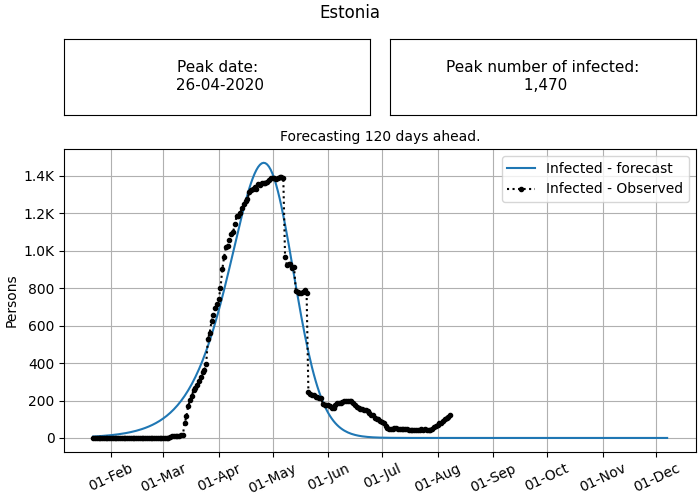 Estonia
Peak date:
26-04-2020
Peak number of infected:
1,470
Forecasting 120 days ahead.
Infected - forecast
Infected - Observed
Persons
1.4K
1.2K
1.0K
800
600
400
200
0
01-Feb
01-Mar
01-Apr
01-May
01-Jun
01-Jul
01-Aug
01-Sep
01-Oct
01-Nov
01-Dec